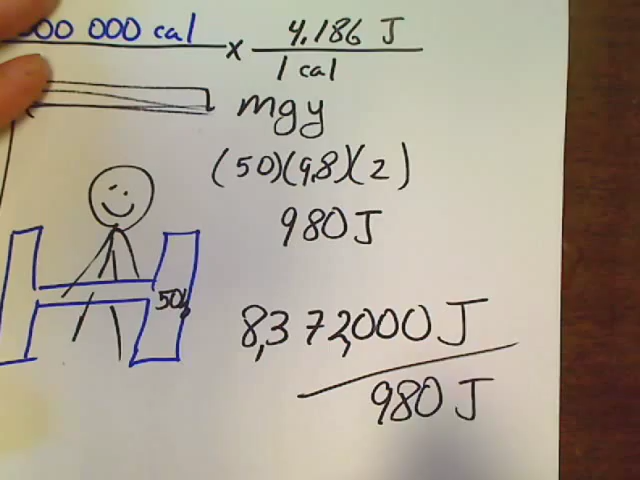 000 000 cal x 4.186 J
1 cal
mgy
(50)(9.8)(2)
980 J
50
8,372,000 J
980 J